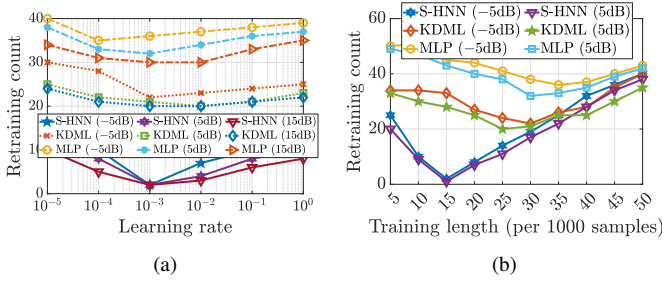 40
30
20
0
Retraining count
S-HNN (−5dB) S-HNN (5dB) S-HNN (15dB)
KDML (−5dB) KDML (5dB) KDML (15dB)
MLP (−5dB) MLP (5dB) MLP (15dB)
10⁻⁵ 10⁻⁴ 10⁻³ 10⁻² 10⁻¹ 10⁰
Learning rate
(a)
60
40
20
0
Retraining count
S-HNN (−5dB) S-HNN (5dB)
KDML (−5dB) KDML (5dB)
MLP (−5dB) MLP (5dB)
5 10 15 20 25 30 35 40 45 50
Training length (per 1000 samples)
(b)